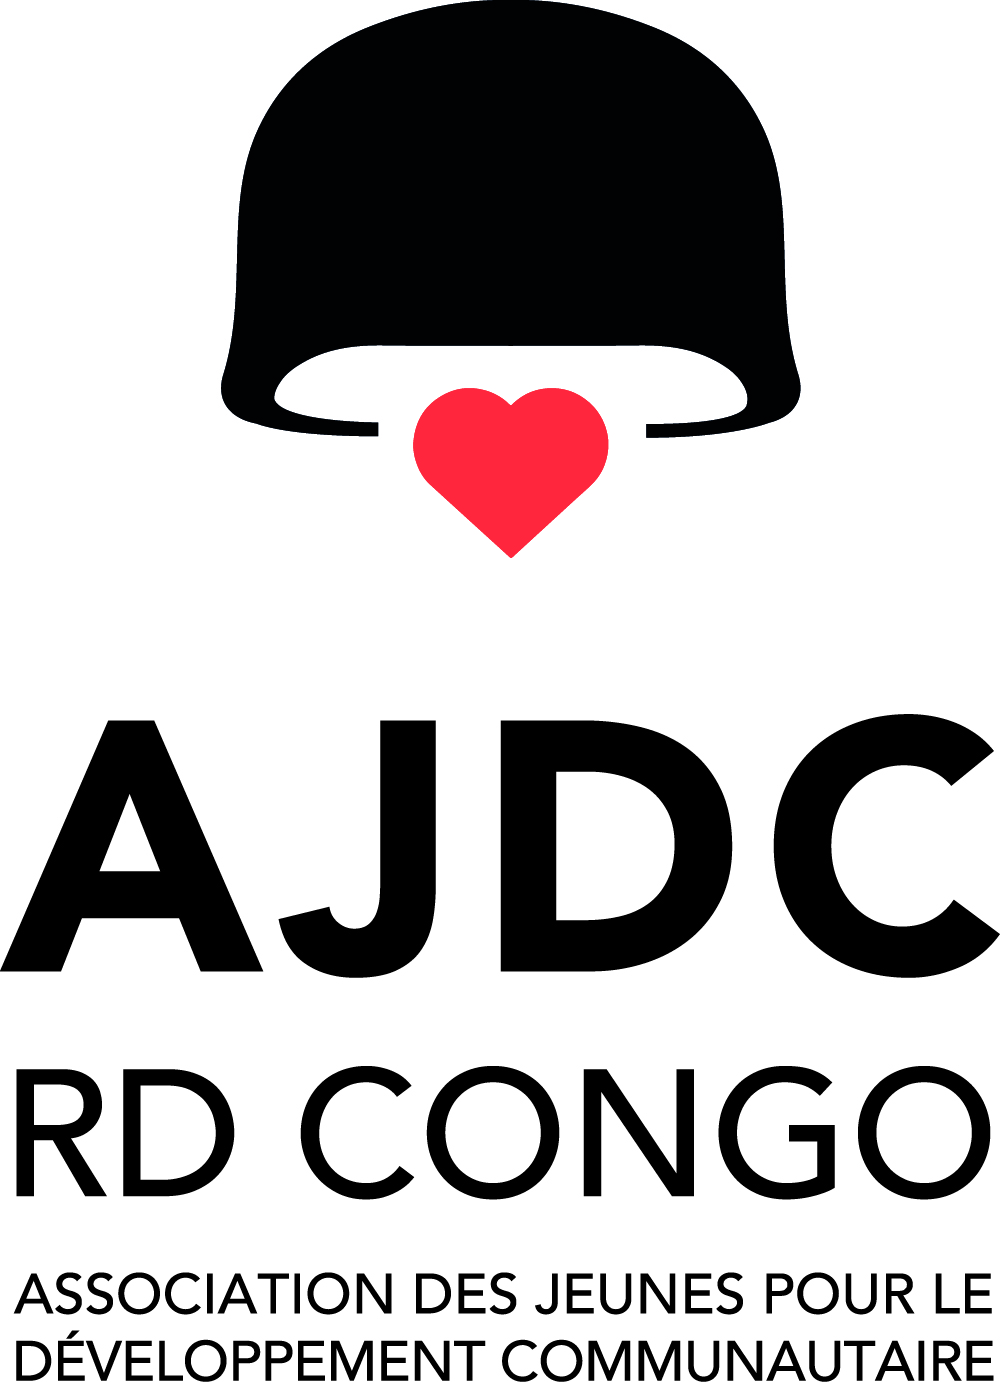 AJDC
RD CONGO
ASSOCIATION DES JEUNES POUR LE
DÉVELOPPEMENT COMMUNAUTAIRE